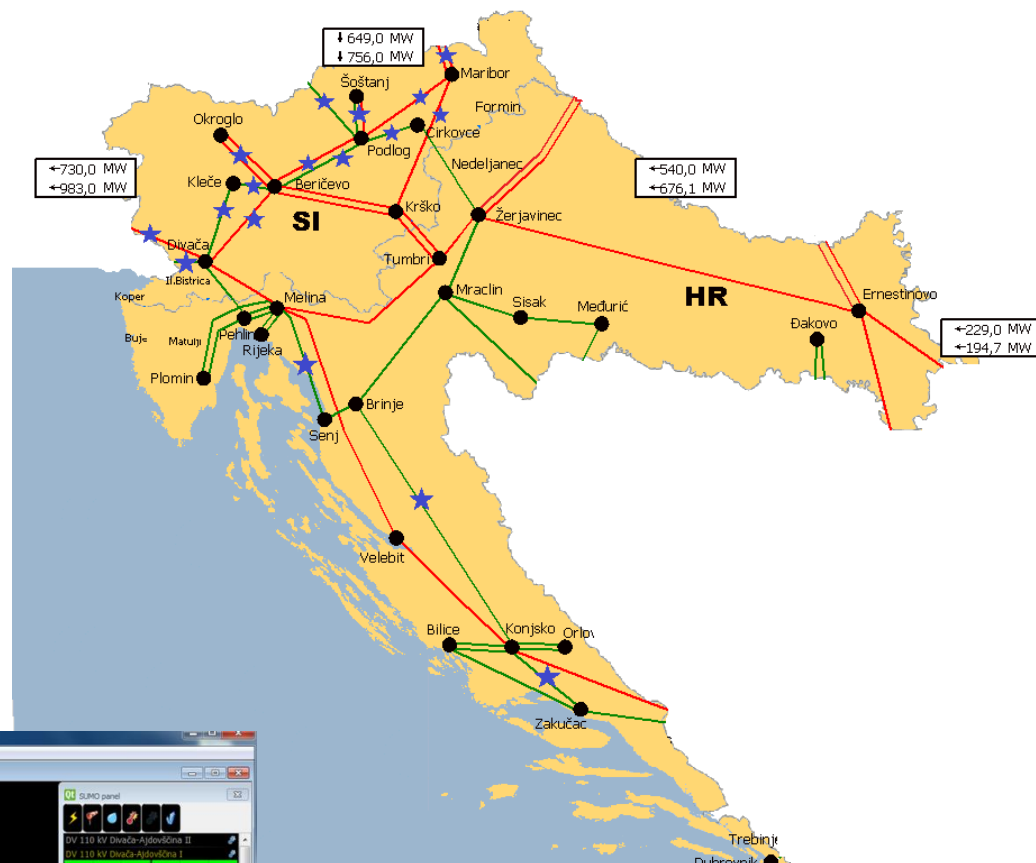 ↓649,0 MW
↓756,0 MW
Šoštanj
Maribor
Formin
Okroglo
Cirkovce
Podlog
Nedeljanec
←730,0 MW
←983,0 MW
←540,0 MW
←676,1 MW
Kleče
Beričevo
SI
Krško
Žerjavinec
Divača
Tumbri
Il.Bistrica
Koper
Melina
Mraclin
HR
Sisak
Međurić
Ernestinovo
Pehlin
Buje
Matulji
Rijeka
Đakovo
←229,0 MW
←194,7 MW
Plomin
Brinje
Senj
Velebit
Bilice
Konjsko
Orlov
Zakučac
Qt SUMO panel
DV 110 kV Divača-Ajdovščina II
DV 110 kV Divača-Ajdovščina I
Trebinje
Dubrovnik